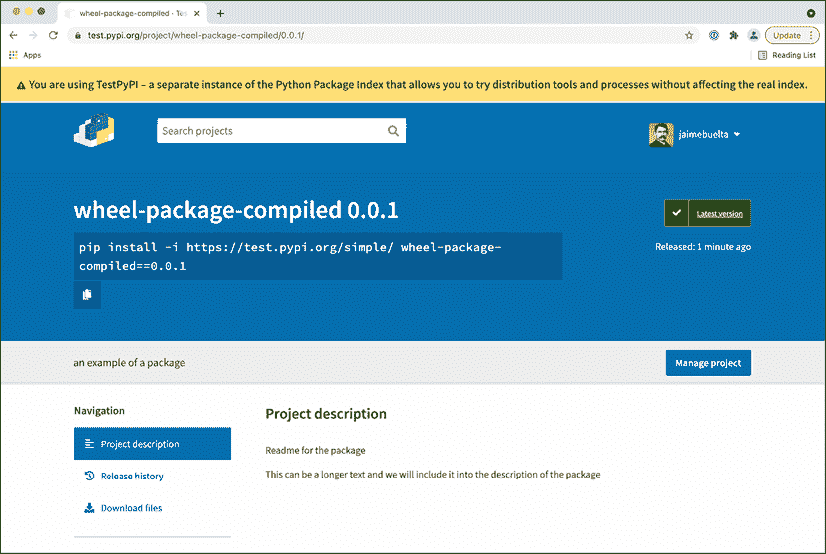 wheel-package-compiled · Tes
test.pypi.org/project/wheel-package-compiled/0.0.1/
Update
Apps
Reading List
You are using TestPyPI – a separate instance of the Python Package Index that allows you to try distribution tools and processes without affecting the real index.
Search projects
jaimebuelta
wheel-package-compiled 0.0.1
Latest version
pip install -i https://test.pypi.org/simple/ wheel-package-
compiled==0.0.1
Released: 1 minute ago
an example of a package
Manage project
Navigation
Project description
Project description
Readme for the package
Release history
This can be a longer text and we will include it into the description of the package
Download files